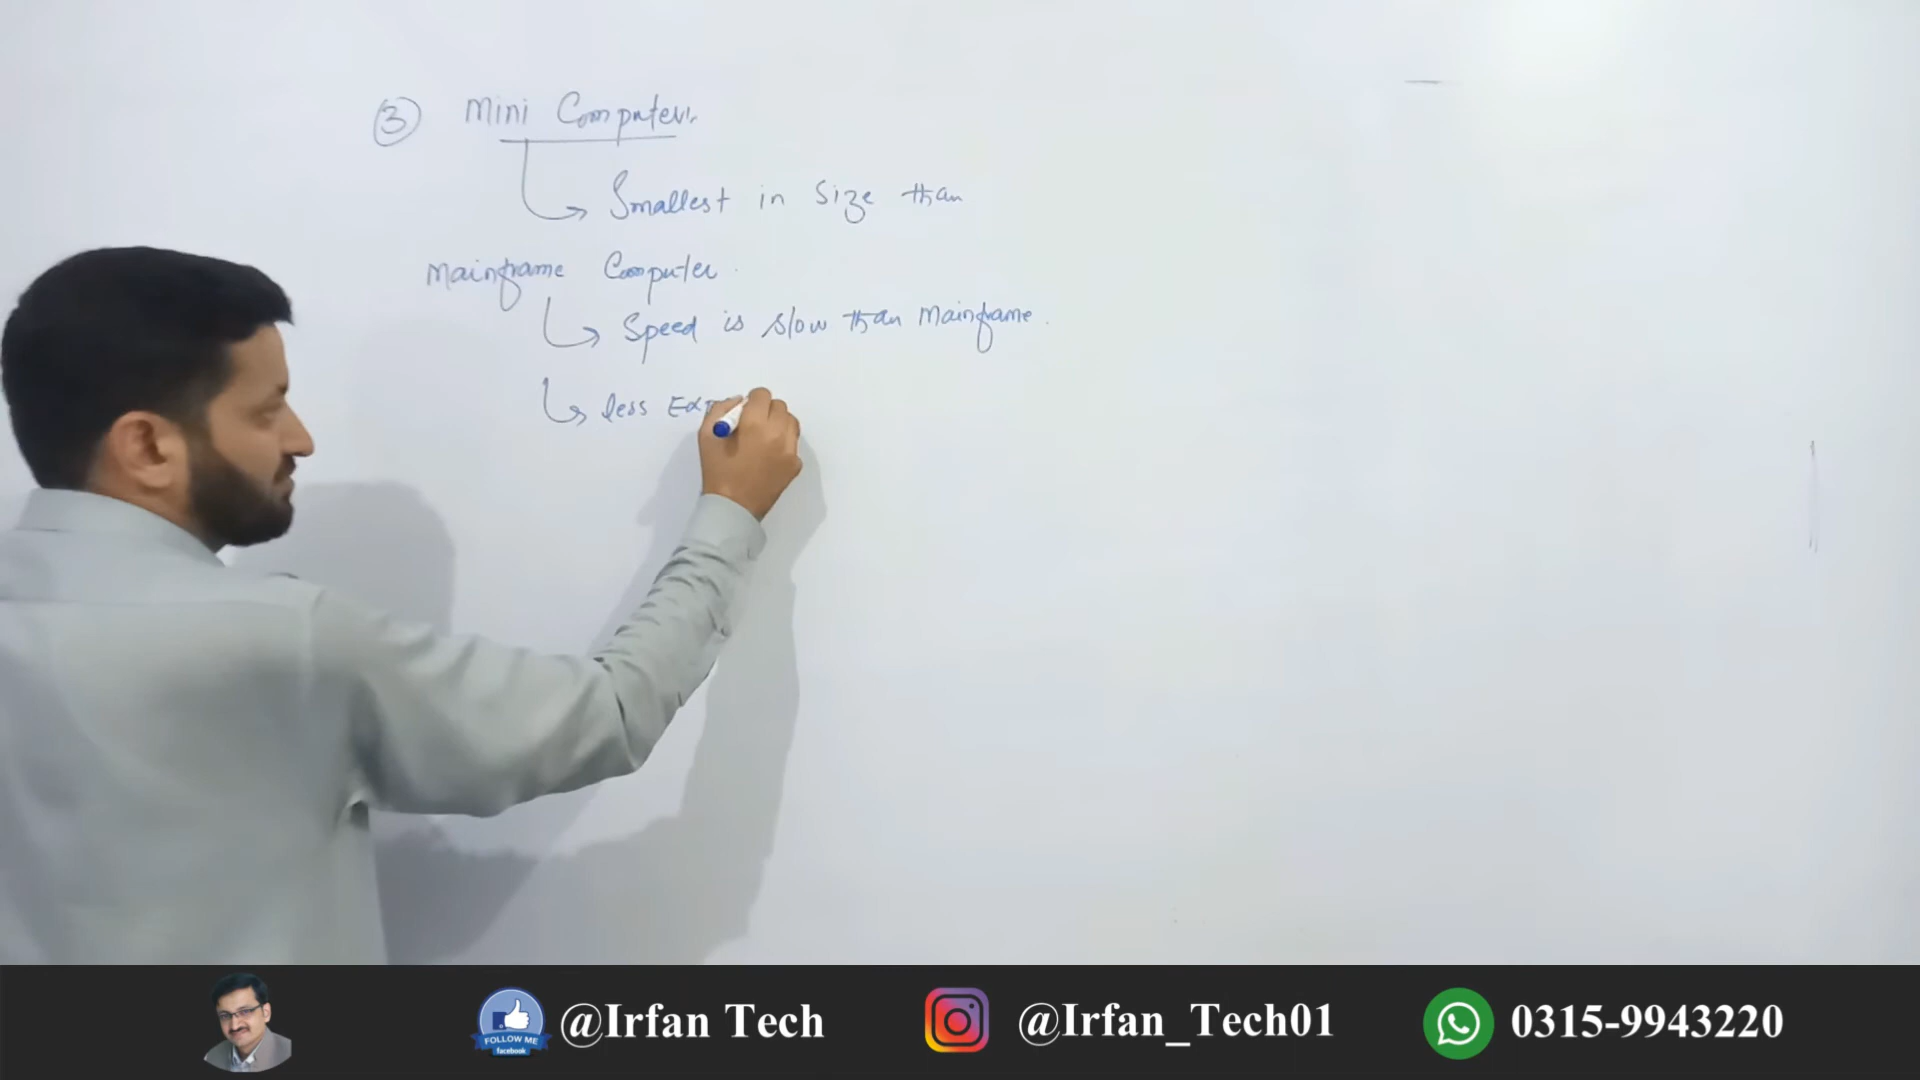 ③ Mini Computer
Smallest in Size than
Mainframe Computer.
Speed is slow than Mainframe.
less
FOLLOW ME
facebook
@Irfan Tech
@Irfan_Tech01
0315-9943220